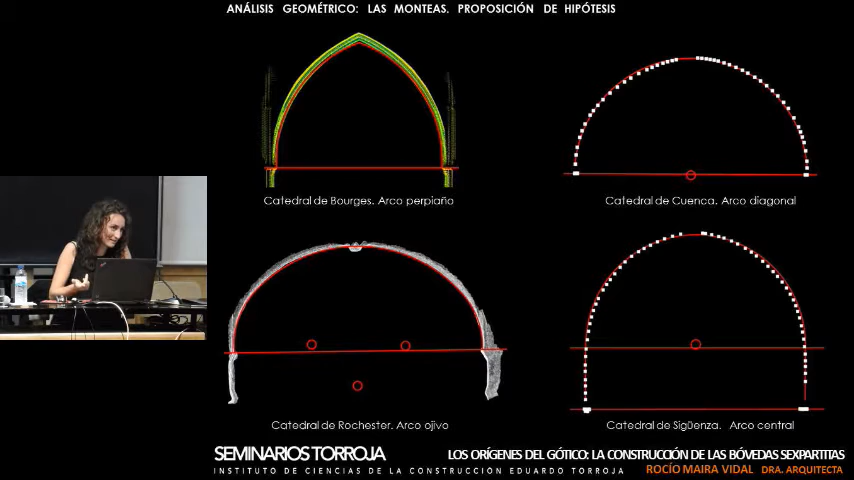 ANÁLISIS GEOMÉTRICO: LAS MONTEAS. PROPOSICIÓN DE HIPÓTESIS
Catedral de Bourges. Arco perpiaño
Catedral de Cuenca. Arco diagonal
Catedral de Rochester. Arco ojivo
Catedral de Sigüenza. Arco central
SEMINARIOS TORROJA
INSTITUTO DE CIENCIAS DE LA CONSTRUCCIÓN EDUARDO TORROJA
LOS ORÍGENES DEL GÓTICO: LA CONSTRUCCIÓN DE LAS BÓVEDAS SEXPARTITAS
ROCÍO MAIRA VIDAL DRA. ARQUITECTA